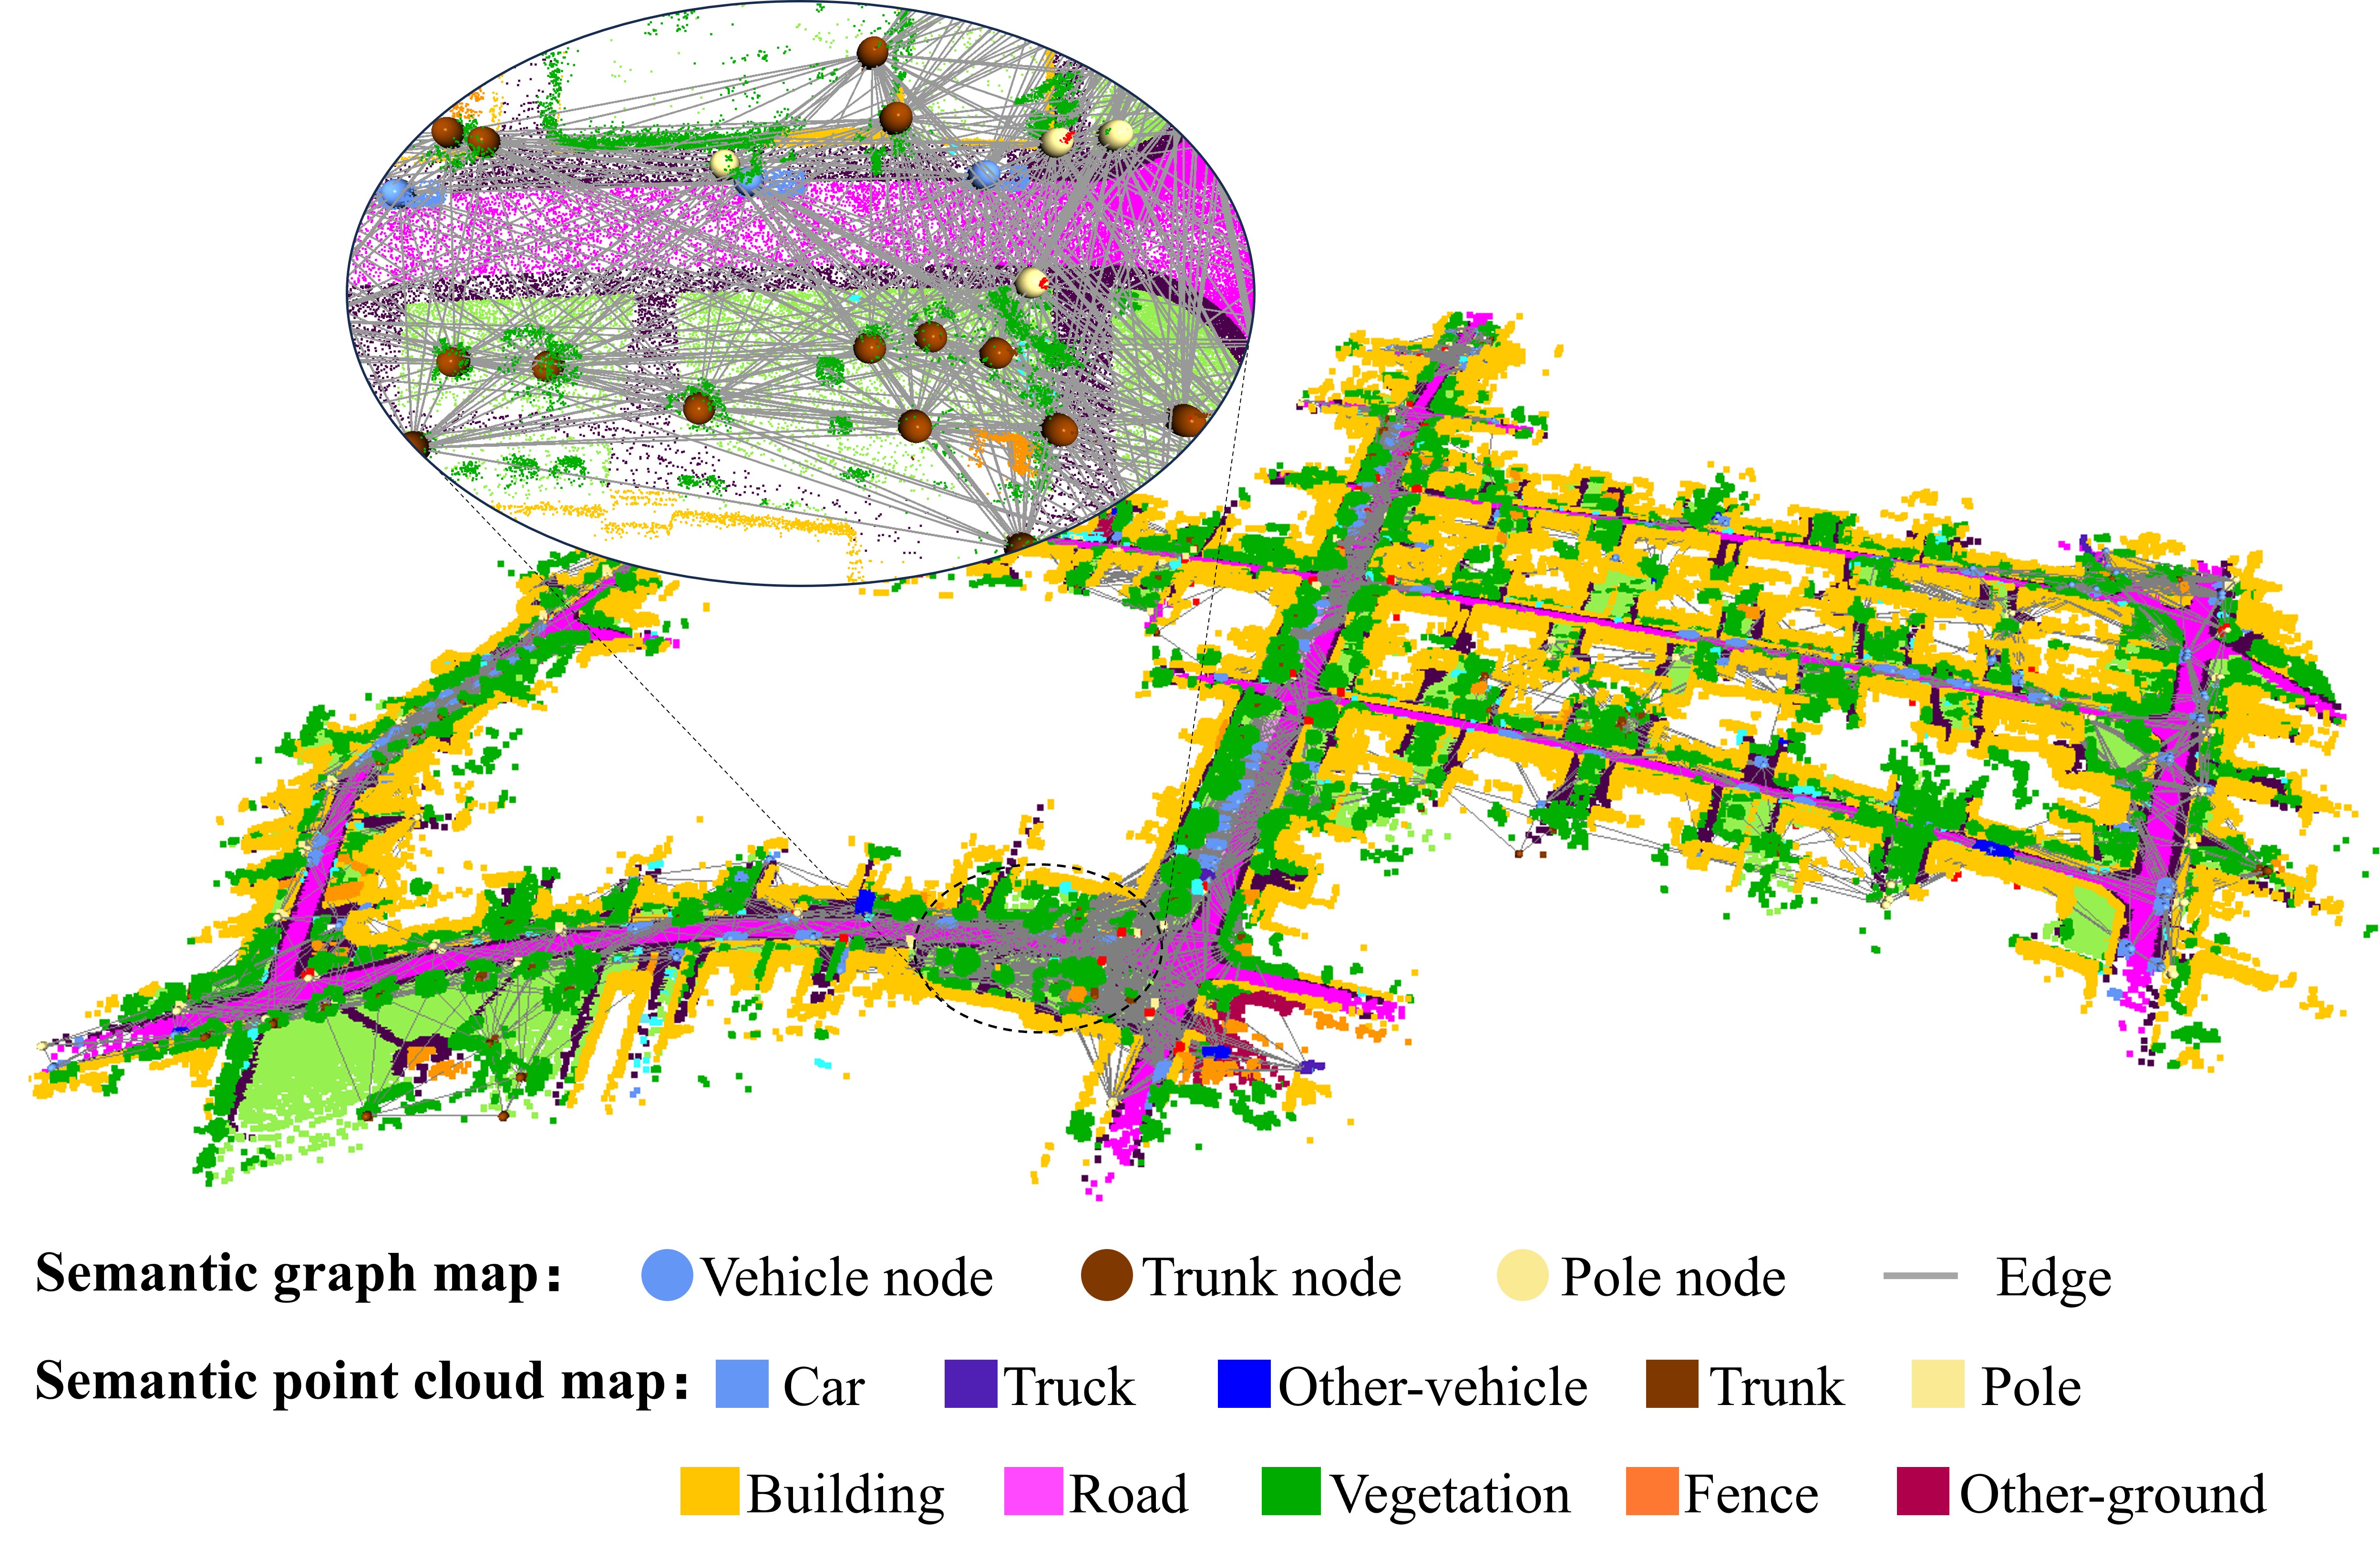 Semantic graph map: Vehicle node Trunk node Pole node Edge
Semantic point cloud map: Car Truck Other-vehicle Trunk Pole
Building Road Vegetation Fence Other-ground